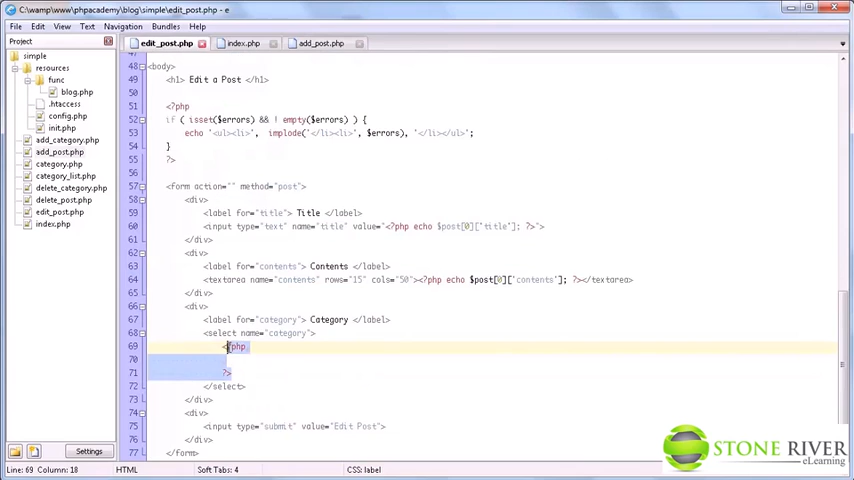 C:\wamp\www\phpacademy\blog\simple\edit_post.php - e
File Edit View Text Navigation Bundles Help
Project
edit_post.php index.php add_post.php
simple
resources
func
blog.php
.htaccess
config.php
init.php
add_category.php
add_post.php
category.php
category_list.php
delete_category.php
delete_post.php
edit_post.php
index.php
Settings
48 <body>
49 <h1> Edit a Post </h1>
50
51 <?php
52 if ( isset($errors) && ! empty($errors) ) {
53 echo '<ul><li>', implode('</li><li>', $errors), '</li></ul>';
54 }
55 ?>
56
57 <form action="" method="post">
58 <div>
59 <label for="title"> Title </label>
60 <input type="text" name="title" value="<?php echo $post[0]['title']; ?>">
61 </div>
62 <div>
63 <label for="contents"> Contents </label>
64 <textarea name="contents" rows="15" cols="50"><?php echo $post[0]['contents']; ?></textarea>
65 </div>
66 <div>
67 <label for="category"> Category </label>
68 <select name="category">
69 <?php
70
71 ?>
72 </select>
73 </div>
74 <div>
75 <input type="submit" value="Edit Post">
76 </div>
77 </form>
STONE RIVER
eLearning
Line: 69 Column: 18 HTML Soft Tabs: 4 CSS: label